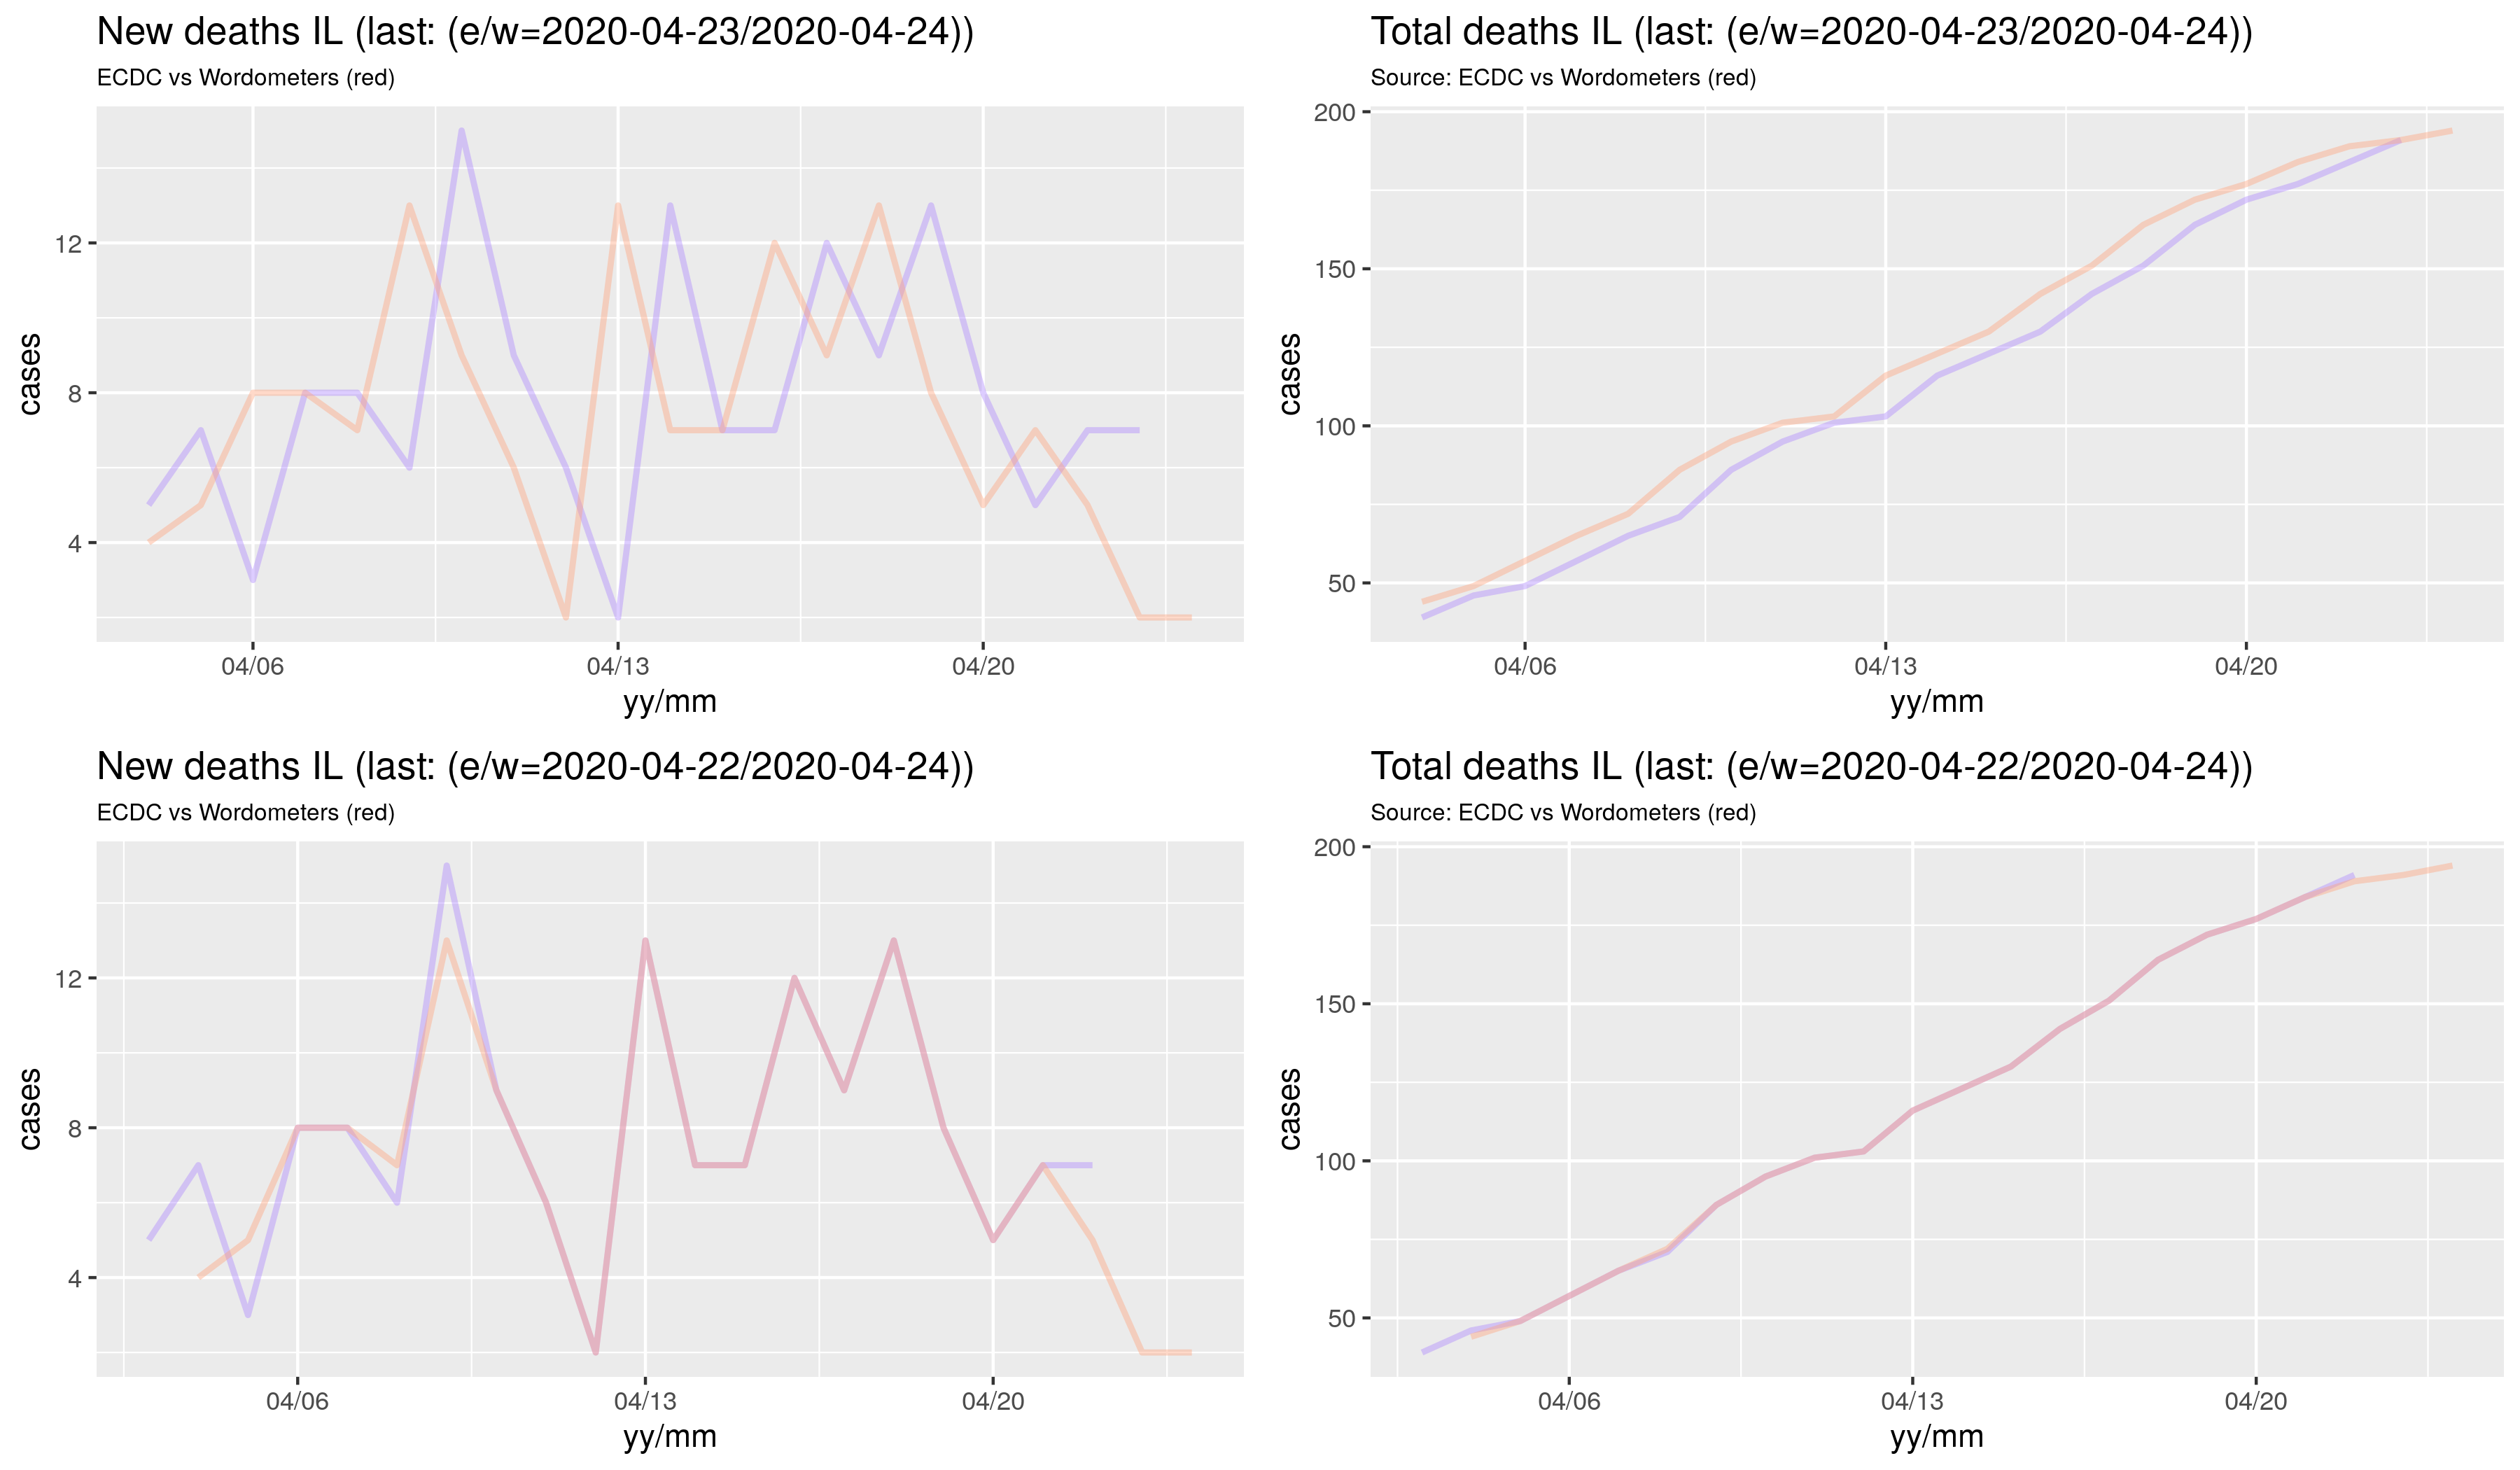 New deaths IL (last: (e/w=2020-04-23/2020-04-24))
ECDC vs Wordometers (red)
cases
12
8
4
04/06 04/13 04/20
yy/mm
Total deaths IL (last: (e/w=2020-04-23/2020-04-24))
Source: ECDC vs Wordometers (red)
cases
200
150
100
50
04/06 04/13 04/20
yy/mm
New deaths IL (last: (e/w=2020-04-22/2020-04-24))
ECDC vs Wordometers (red)
cases
12
8
4
04/06 04/13 04/20
yy/mm
Total deaths IL (last: (e/w=2020-04-22/2020-04-24))
Source: ECDC vs Wordometers (red)
cases
200
150
100
50
04/06 04/13 04/20
yy/mm